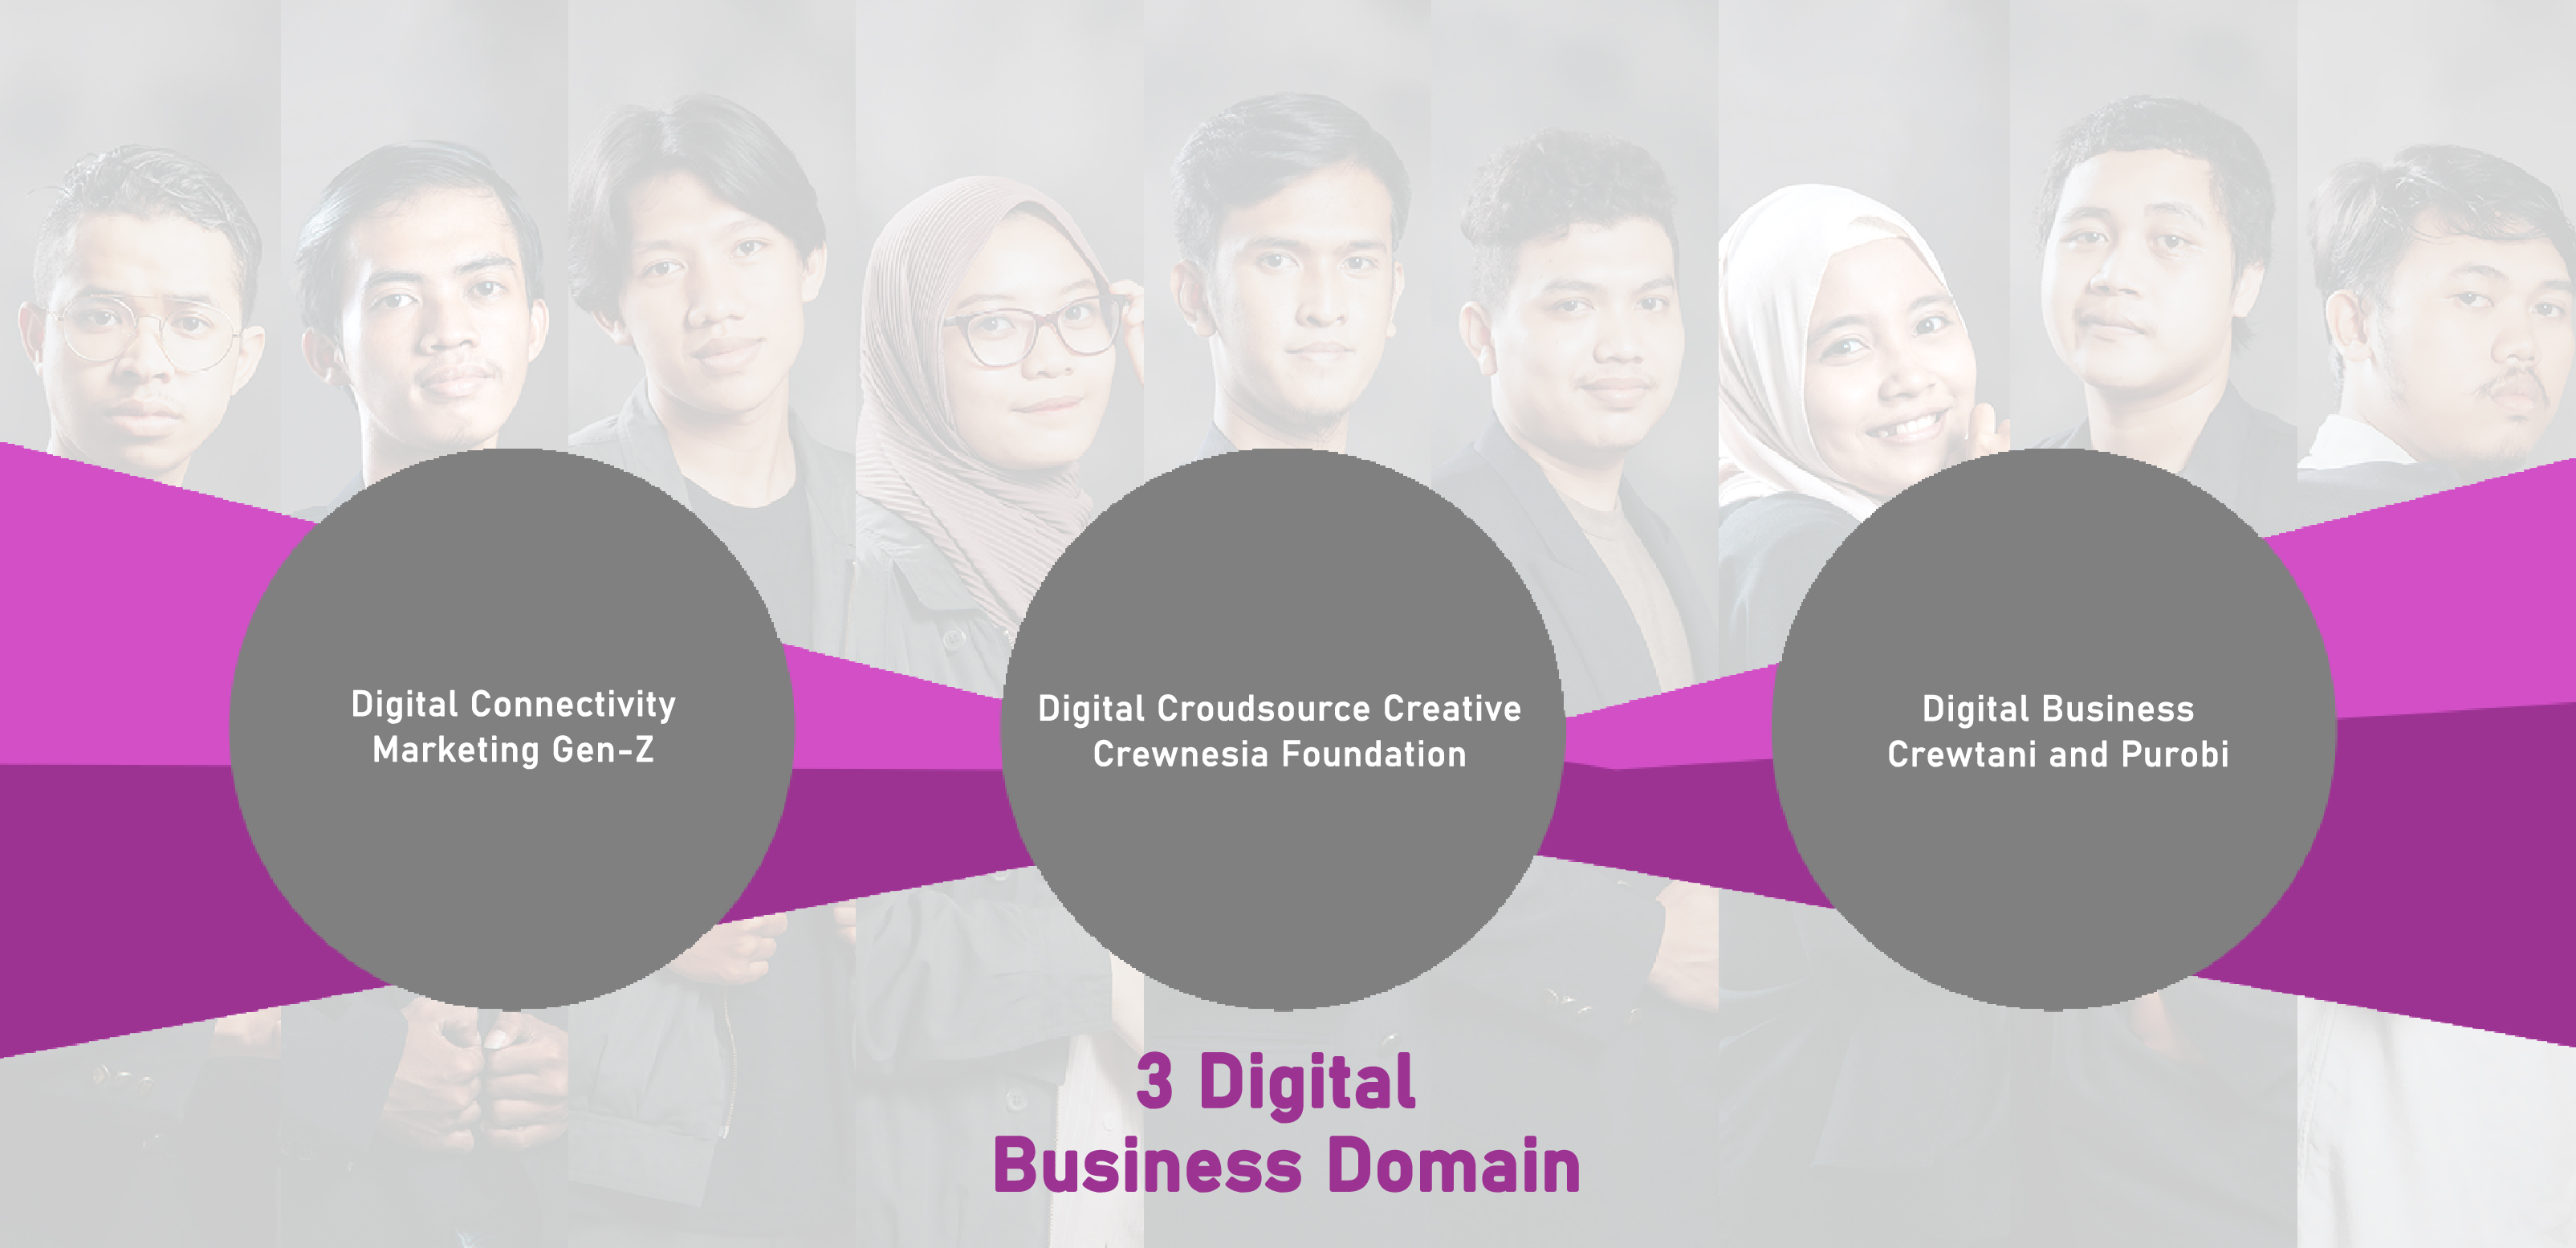 Digital Connectivity
Marketing Gen-Z
Digital Croudsource Creative
Crewnesia Foundation
Digital Business
Crewtani and Purobi
3 Digital
Business Domain